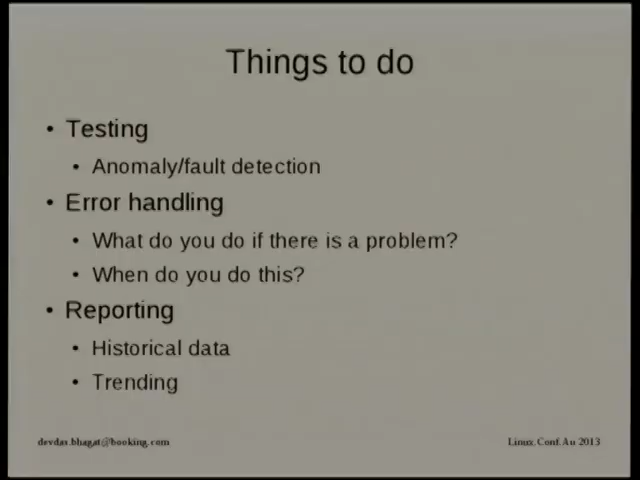 Things to do
• Testing
• Anomaly/fault detection
• Error handling
• What do you do if there is a problem?
• When do you do this?
• Reporting
• Historical data
• Trending
devdas.bhagat@booking.com
Linux.Conf.Au 2013